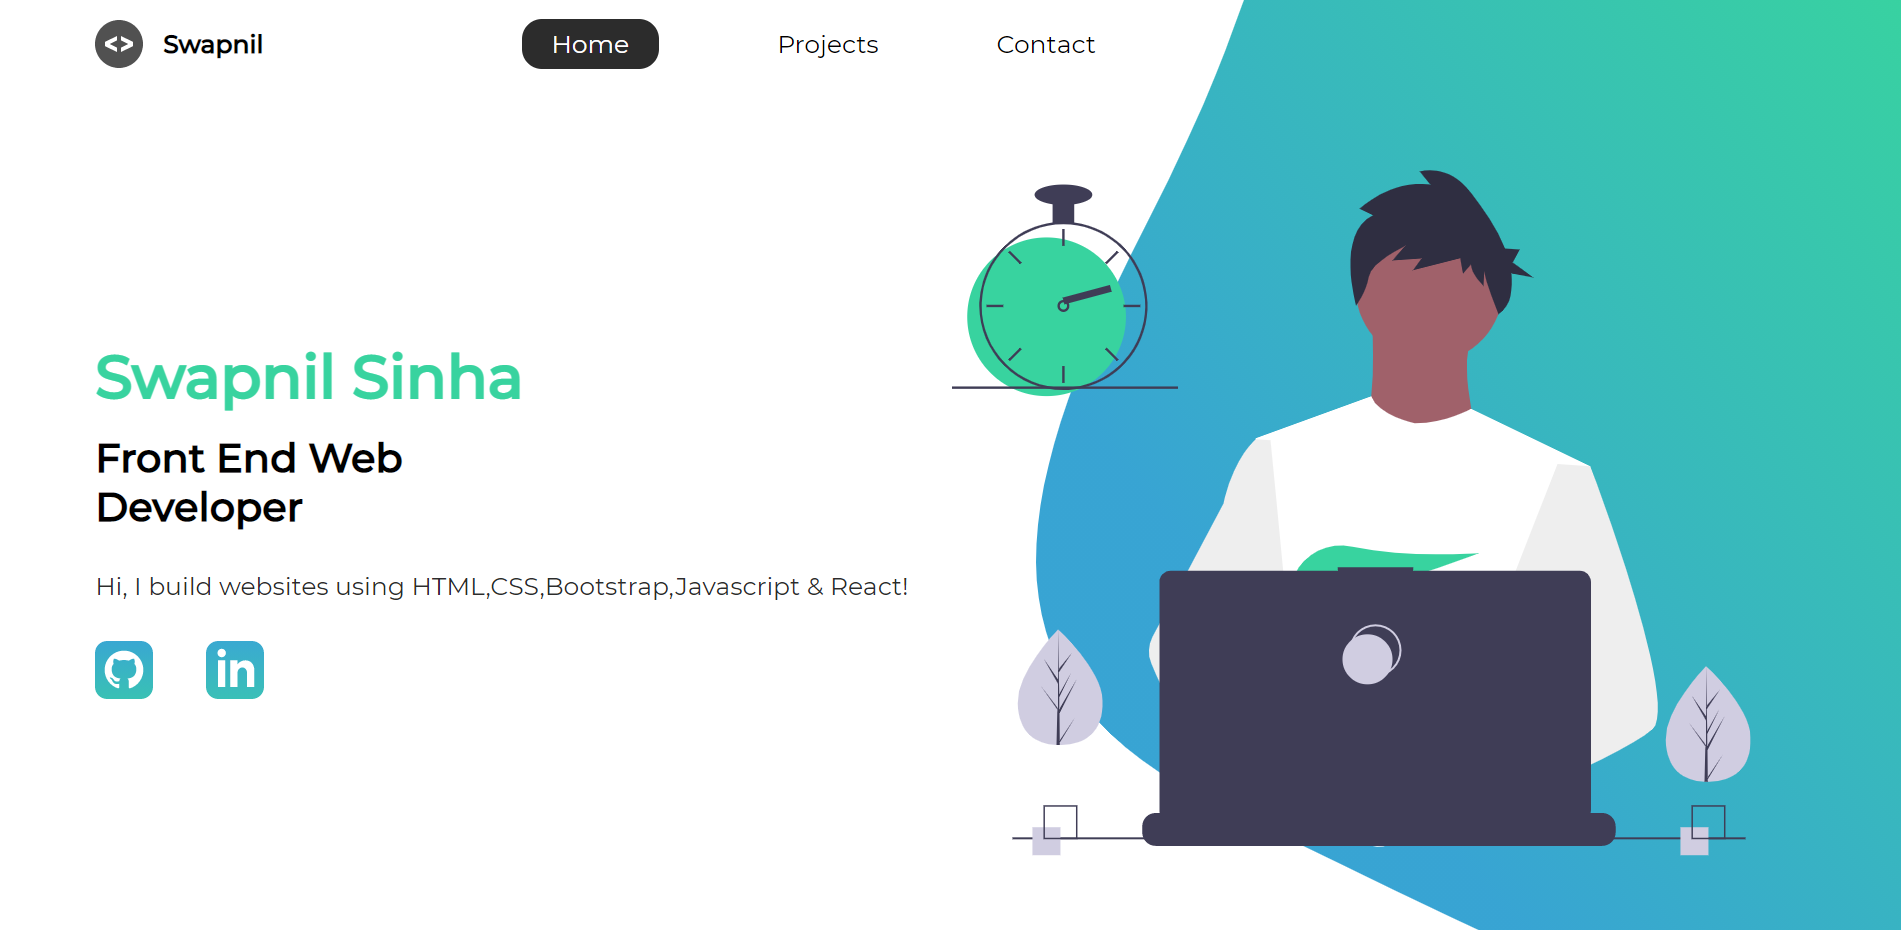 Swapnil Home Projects Contact
Swapnil Sinha
Front End Web
Developer
Hi, I build websites using HTML,CSS,Bootstrap,Javascript & React!
in